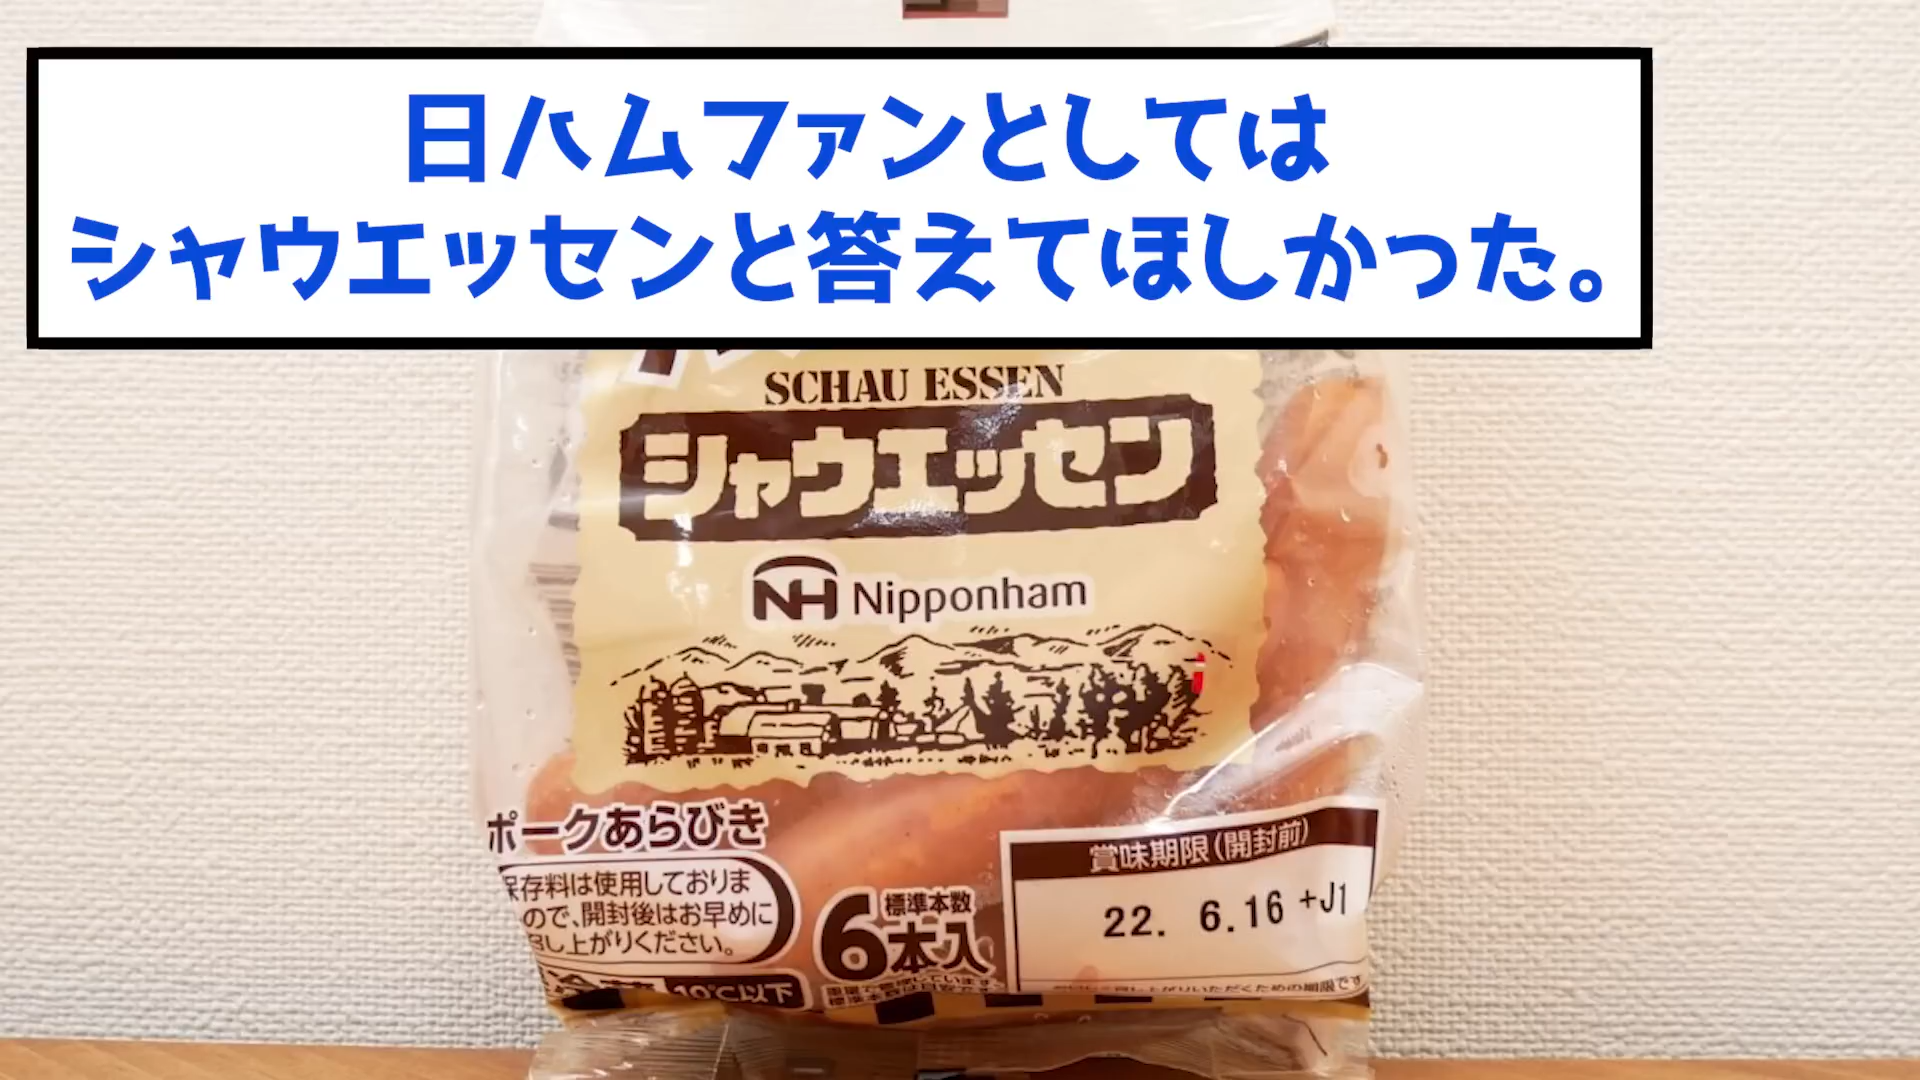 日ハムファンとしては
シャウエッセンと答えてほしかった。
SCHAU ESSEN
シャウエッセン
NH Nipponham
ポークあらびき
保存料は使用しておりま
ので、開封後はお早めに
召し上がりください。
10℃以下
標準本数
6本入
賞味期限(開封前)
22. 6.16 +J1